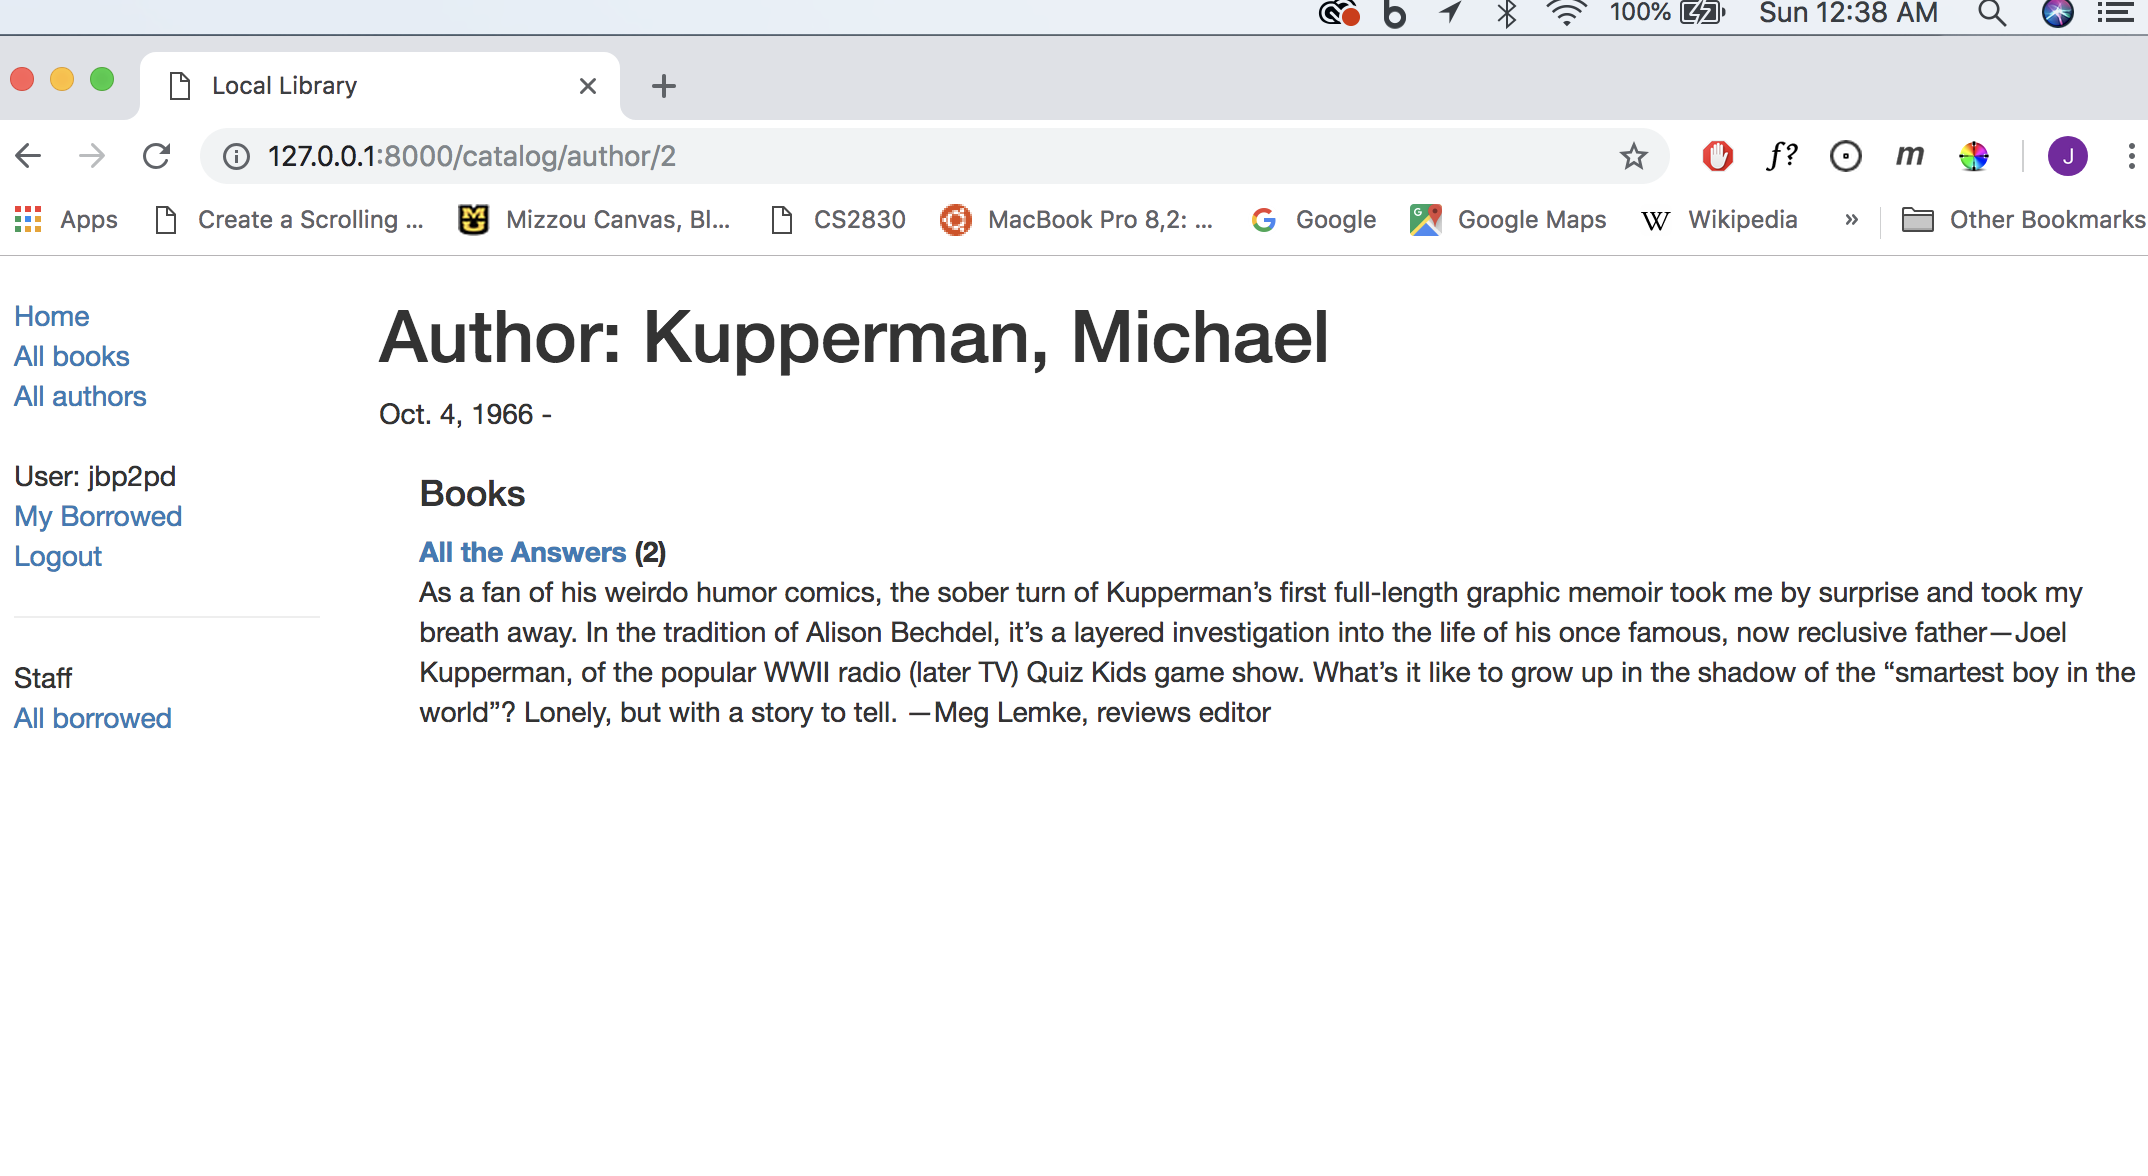 100% Sun 12:38 AM
Local Library
127.0.0.1:8000/catalog/author/2
f? m J
Apps Create a Scrolling ... Mizzou Canvas, Bl... CS2830 MacBook Pro 8,2: ... Google Google Maps W Wikipedia » Other Bookmarks
Home
All books
All authors
User: jbp2pd
My Borrowed
Logout
Staff
All borrowed
Author: Kupperman, Michael
Oct. 4, 1966 -
Books
All the Answers (2)
As a fan of his weirdo humor comics, the sober turn of Kupperman’s first full-length graphic memoir took me by surprise and took my
breath away. In the tradition of Alison Bechdel, it’s a layered investigation into the life of his once famous, now reclusive father—Joel
Kupperman, of the popular WWII radio (later TV) Quiz Kids game show. What’s it like to grow up in the shadow of the “smartest boy in the
world”? Lonely, but with a story to tell. —Meg Lemke, reviews editor